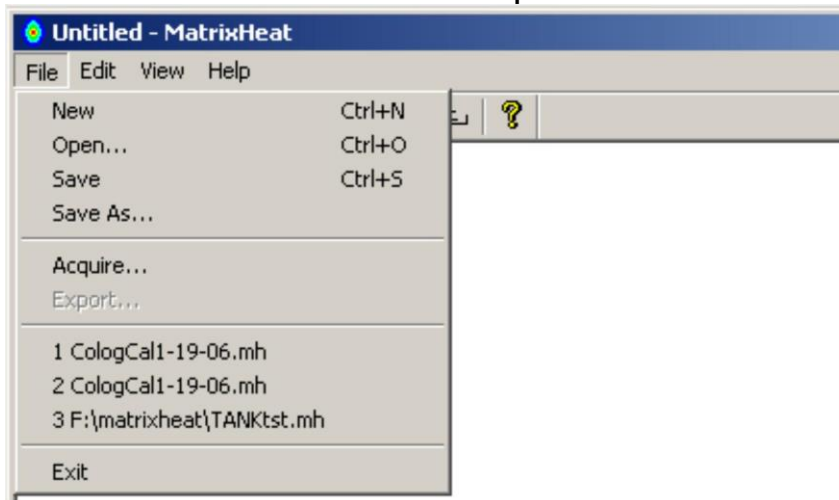 Untitled - MatrixHeat
File Edit View Help
New Ctrl+N
Open... Ctrl+O
Save Ctrl+S
Save As...
Acquire...
Export...
1 CologCal1-19-06.mh
2 CologCal1-19-06.mh
3 F:\matrixheat\TANKtst.mh
Exit